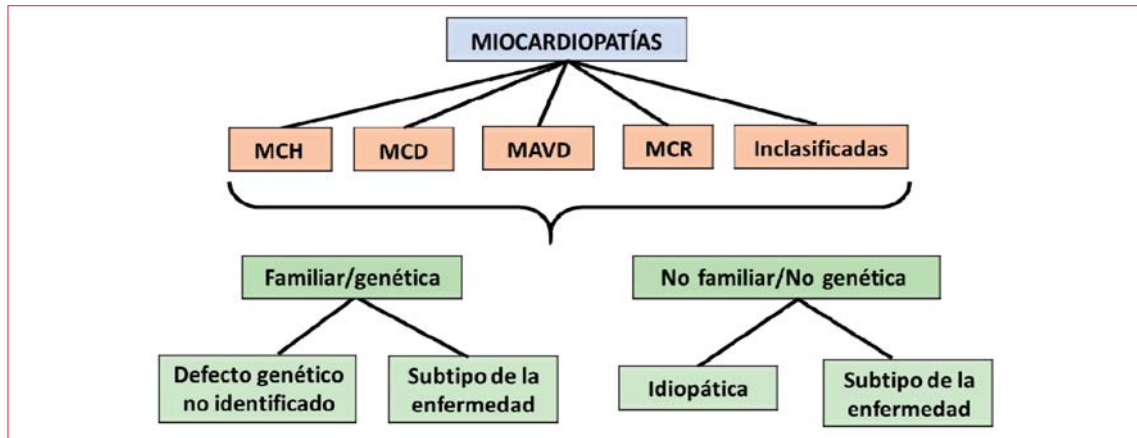 MIOCARDIOPATÍAS
MCH
MCD
MAVD
MCR
Inclasificadas
Familiar/genética
No familiar/No genética
Defecto genético
no identificado
Subtipo de la
enfermedad
Idiopática
Subtipo de la
enfermedad